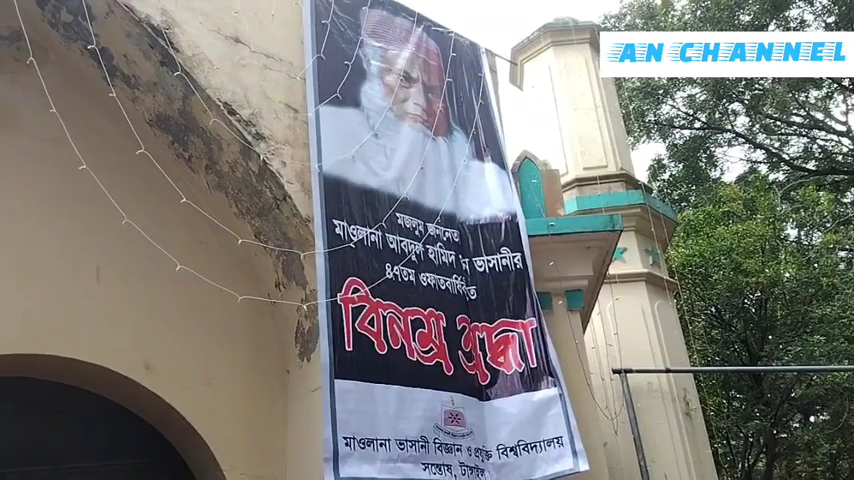 AN CHANNEL
মজলুম জননেতা
মাওলানা আবদুল হামিদ ভাসানীর
৪৭তম ওফাতবার্ষিকীতে
বিনম্র শ্রদ্ধা
মাওলানা ভাসানী বিজ্ঞান ও প্রযুক্তি বিশ্ববিদ্যালয়
সন্তোষ, টাঙ্গাইল